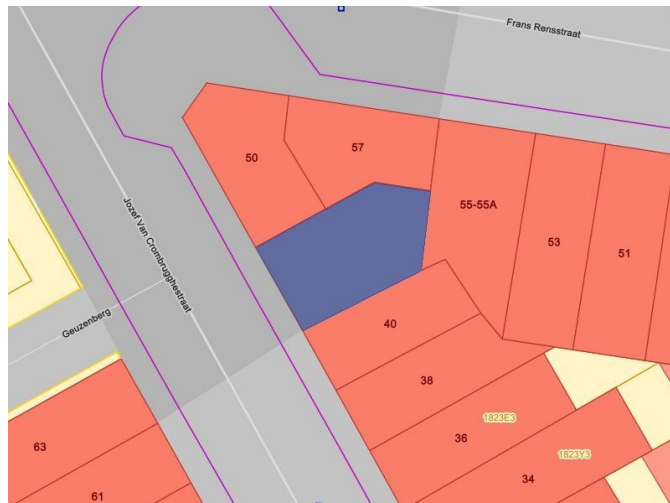 Frans Rensstraat
50
57
55-55A
53
51
Jozef Van Crombrugghestraat
Geuzenberg
40
38
36
1823E3
1823Y3
34
63
61